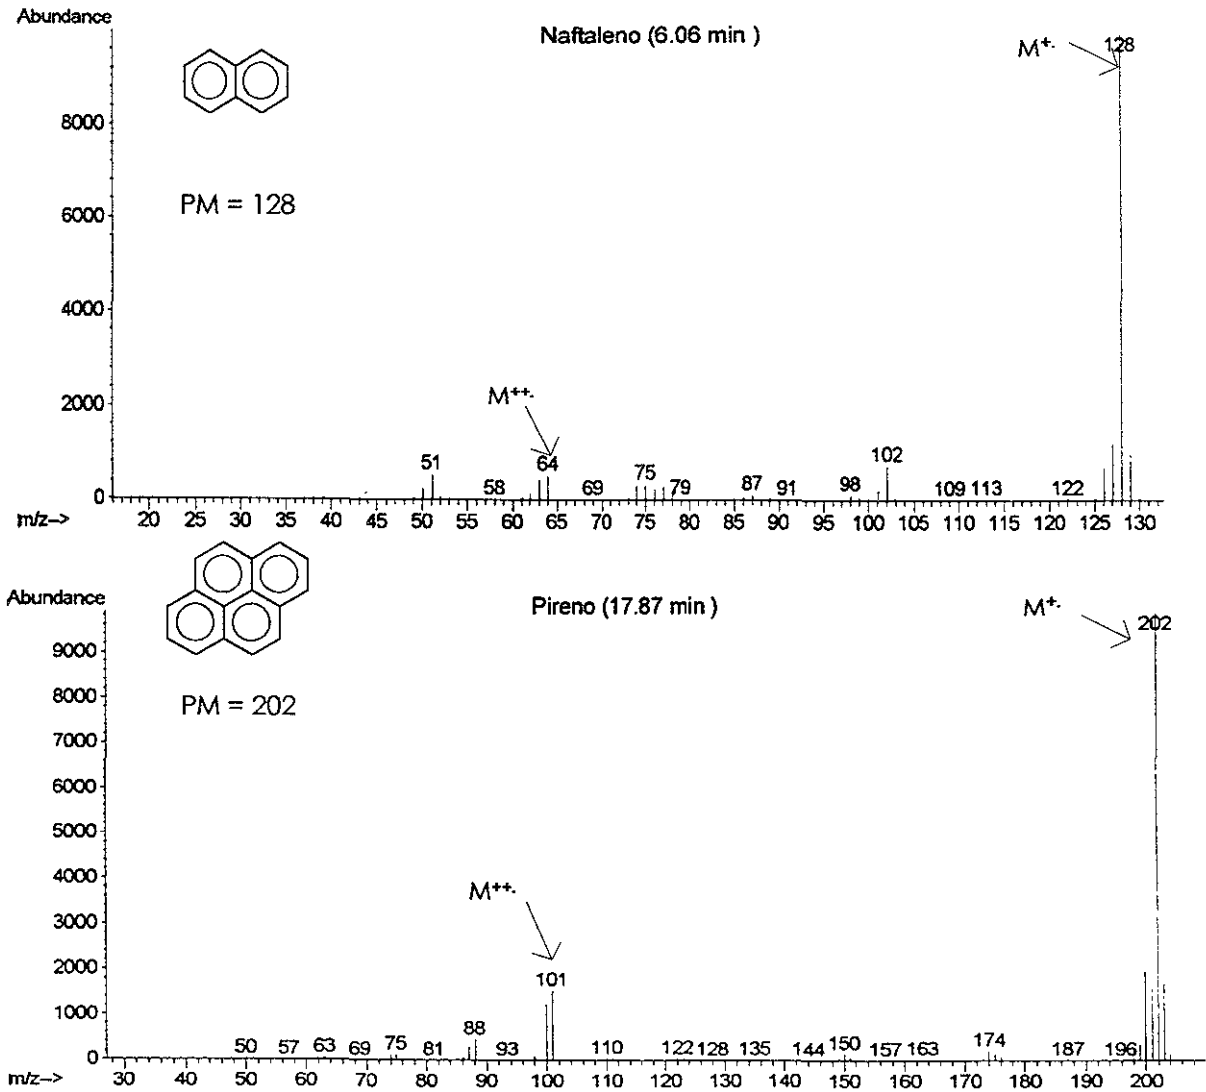 Abundance
Naftaleno (6.06 min )
M+.
128
8000
PM = 128
6000
4000
M++.
2000
51
58
64
69
75
79
87
91
98
102
109 113
122
0
m/z-->
20 25 30 35 40 45 50 55 60 65 70 75 80 85 90 95 100 105 110 115 120 125 130
Abundance
Pireno (17.87 min )
M+.
202
9000
PM = 202
8000
7000
6000
5000
4000
M++.
3000
2000
101
1000
50 57 63 69 75 81 88 93 110 122 128 135 144 150 157 163 174 187 196
0
m/z-->
30 40 50 60 70 80 90 100 110 120 130 140 150 160 170 180 190 200